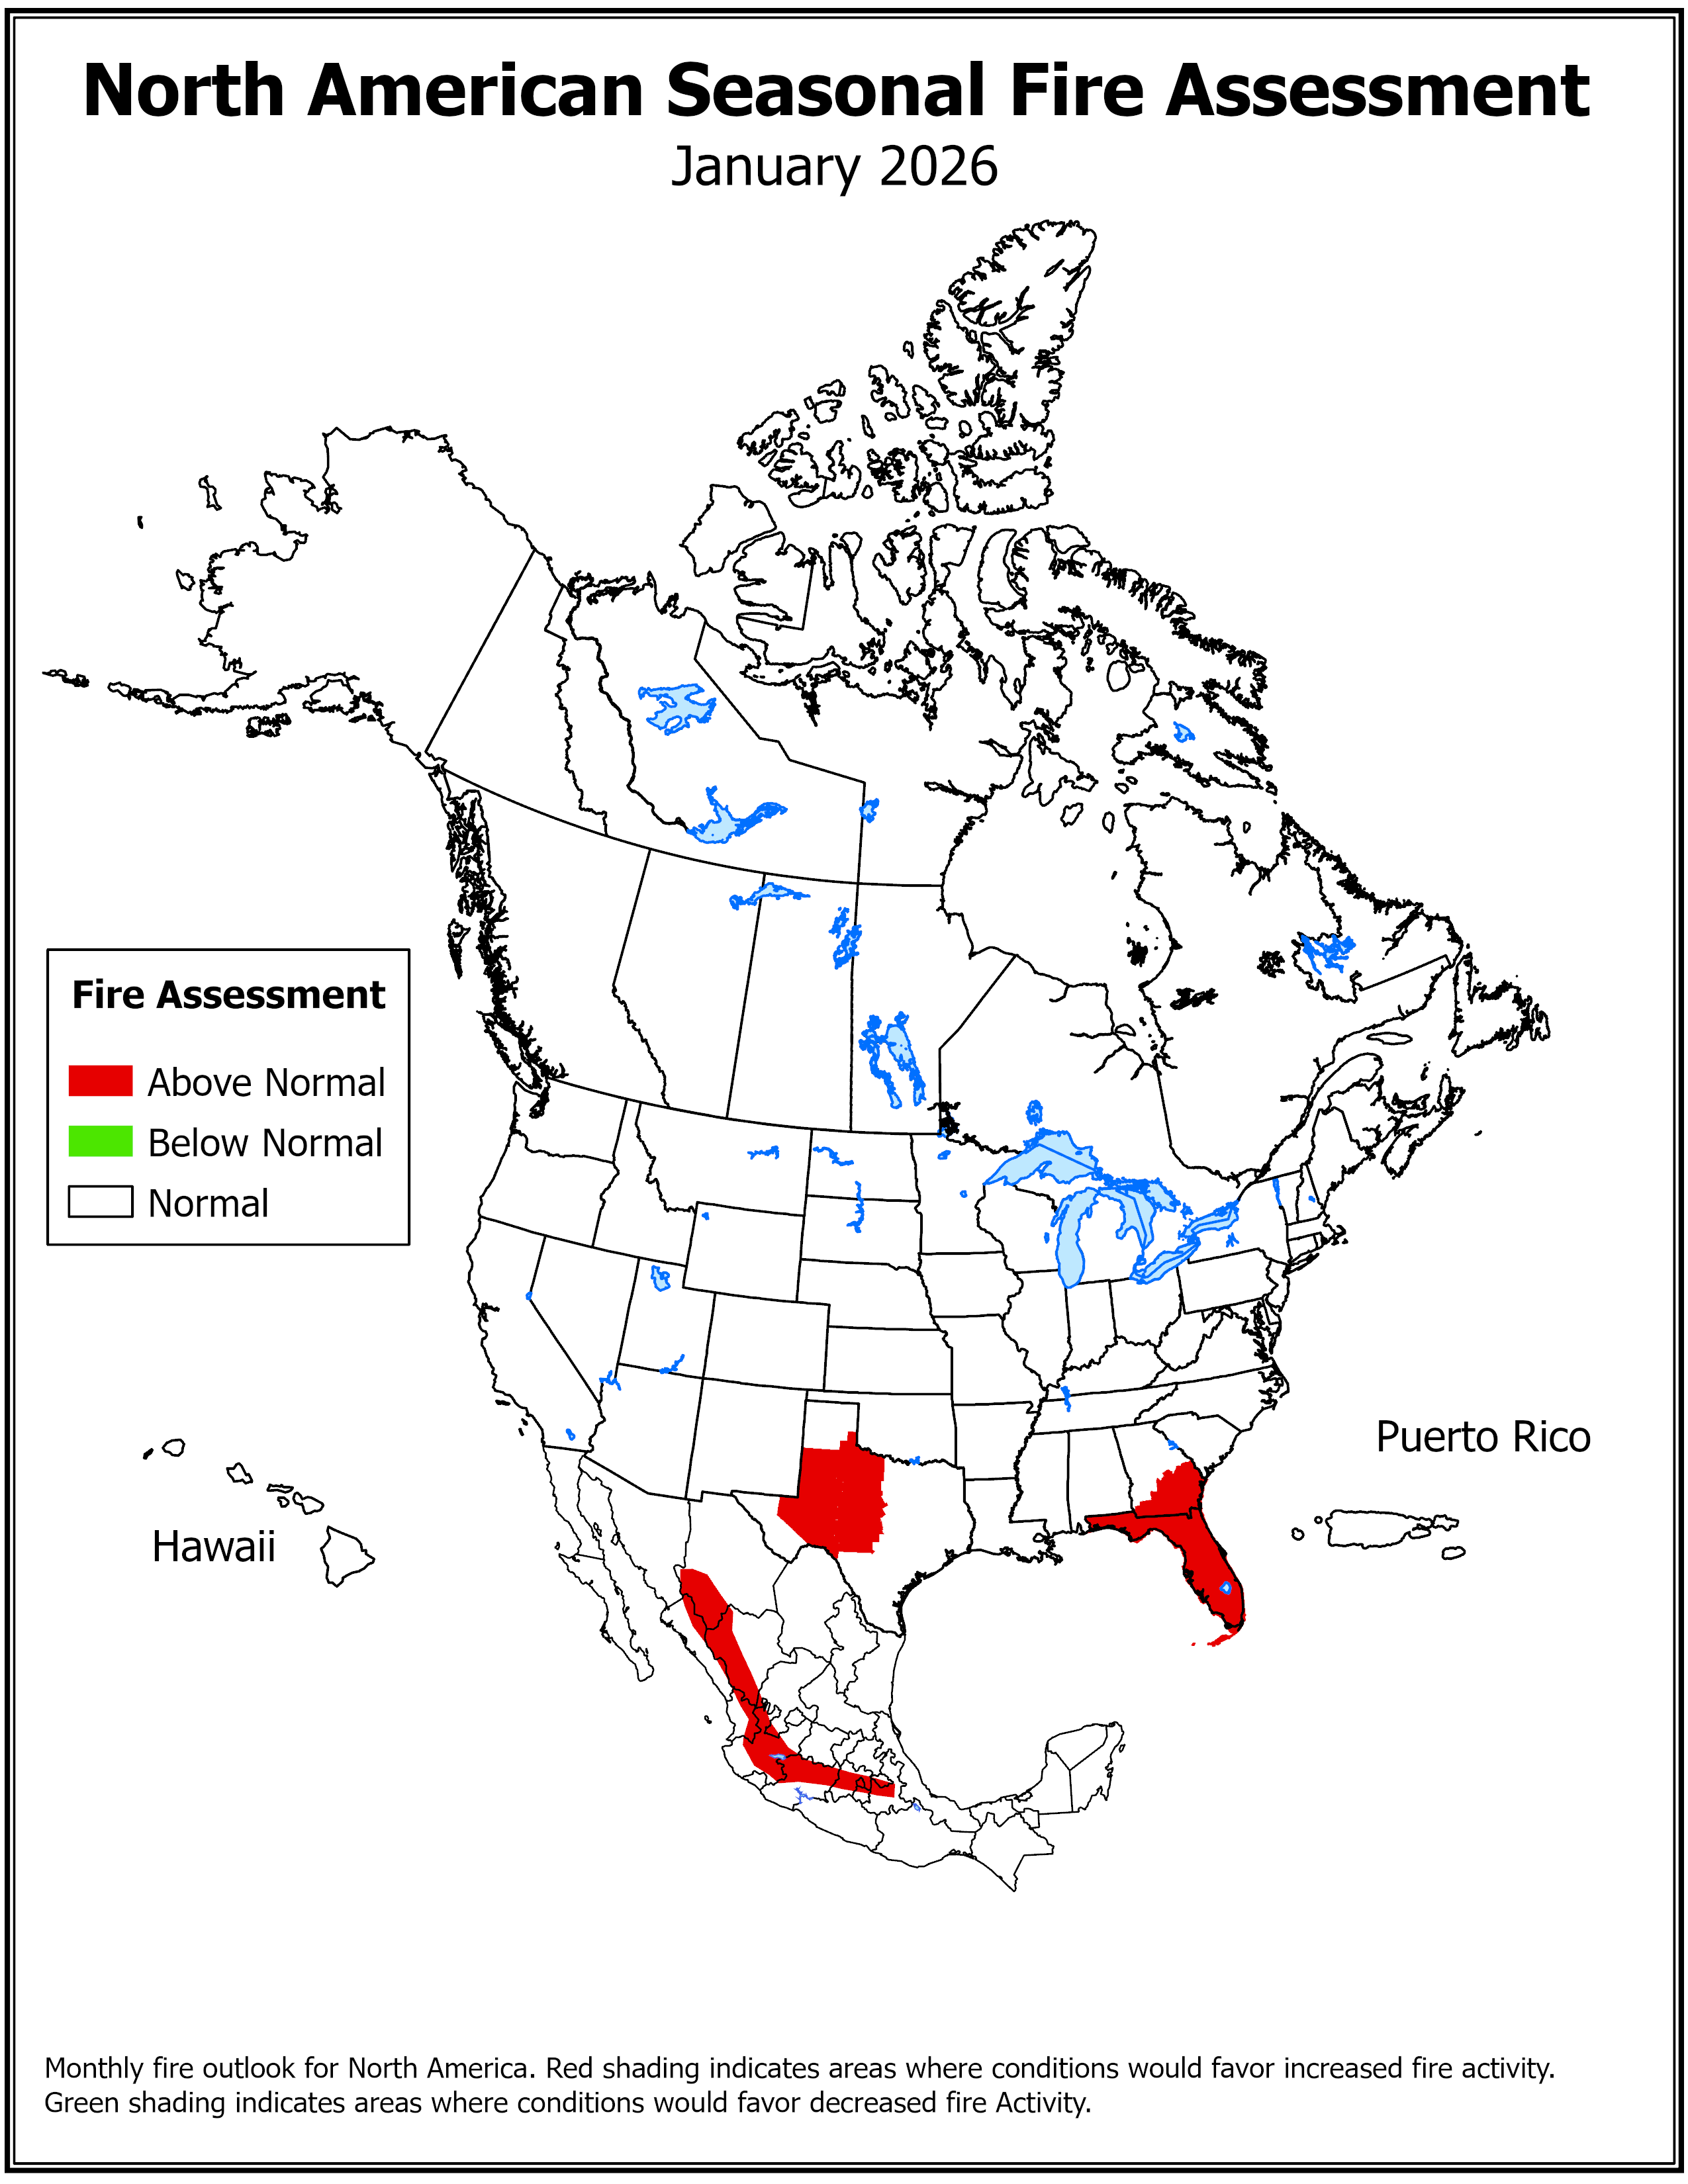 North American Seasonal Fire Assessment
January 2026
Fire Assessment
Above Normal
Below Normal
Normal
Puerto Rico
Hawaii
Monthly fire outlook for North America. Red shading indicates areas where conditions would favor increased fire activity.
Green shading indicates areas where conditions would favor decreased fire Activity.